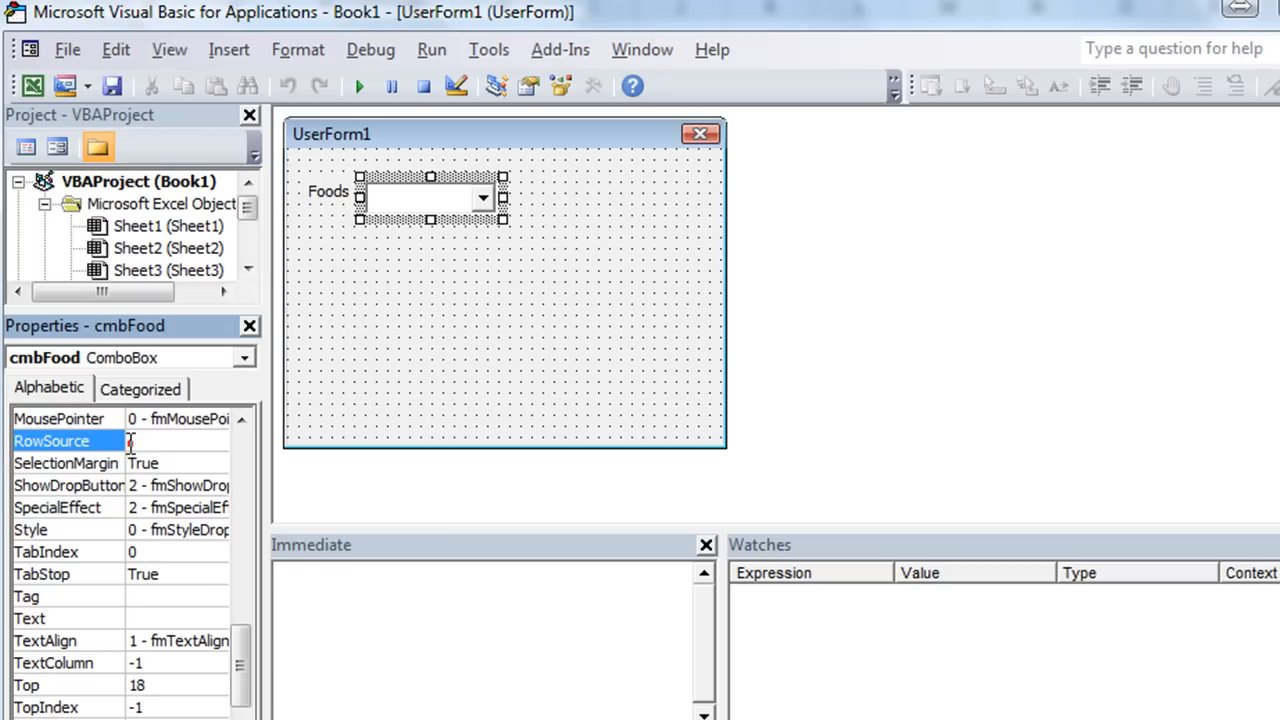 Microsoft Visual Basic for Applications - Book1 - [UserForm1 (UserForm)]
File Edit View Insert Format Debug Run Tools Add-Ins Window Help
Type a question for help
Project - VBAProject
VBAProject (Book1)
Microsoft Excel Object
Sheet1 (Sheet1)
Sheet2 (Sheet2)
Sheet3 (Sheet3)
Properties - cmbFood
cmbFood ComboBox
Alphabetic Categorized
MousePointer 0 - fmMousePoi
RowSource
SelectionMargin True
ShowDropButton 2 - fmShowDrop
SpecialEffect 2 - fmSpecialEff
Style 0 - fmStyleDrop
TabIndex 0
TabStop True
Tag
Text
TextAlign 1 - fmTextAlign
TextColumn -1
Top 18
TopIndex -1
UserForm1
Foods
Immediate
Watches
Expression Value Type Context